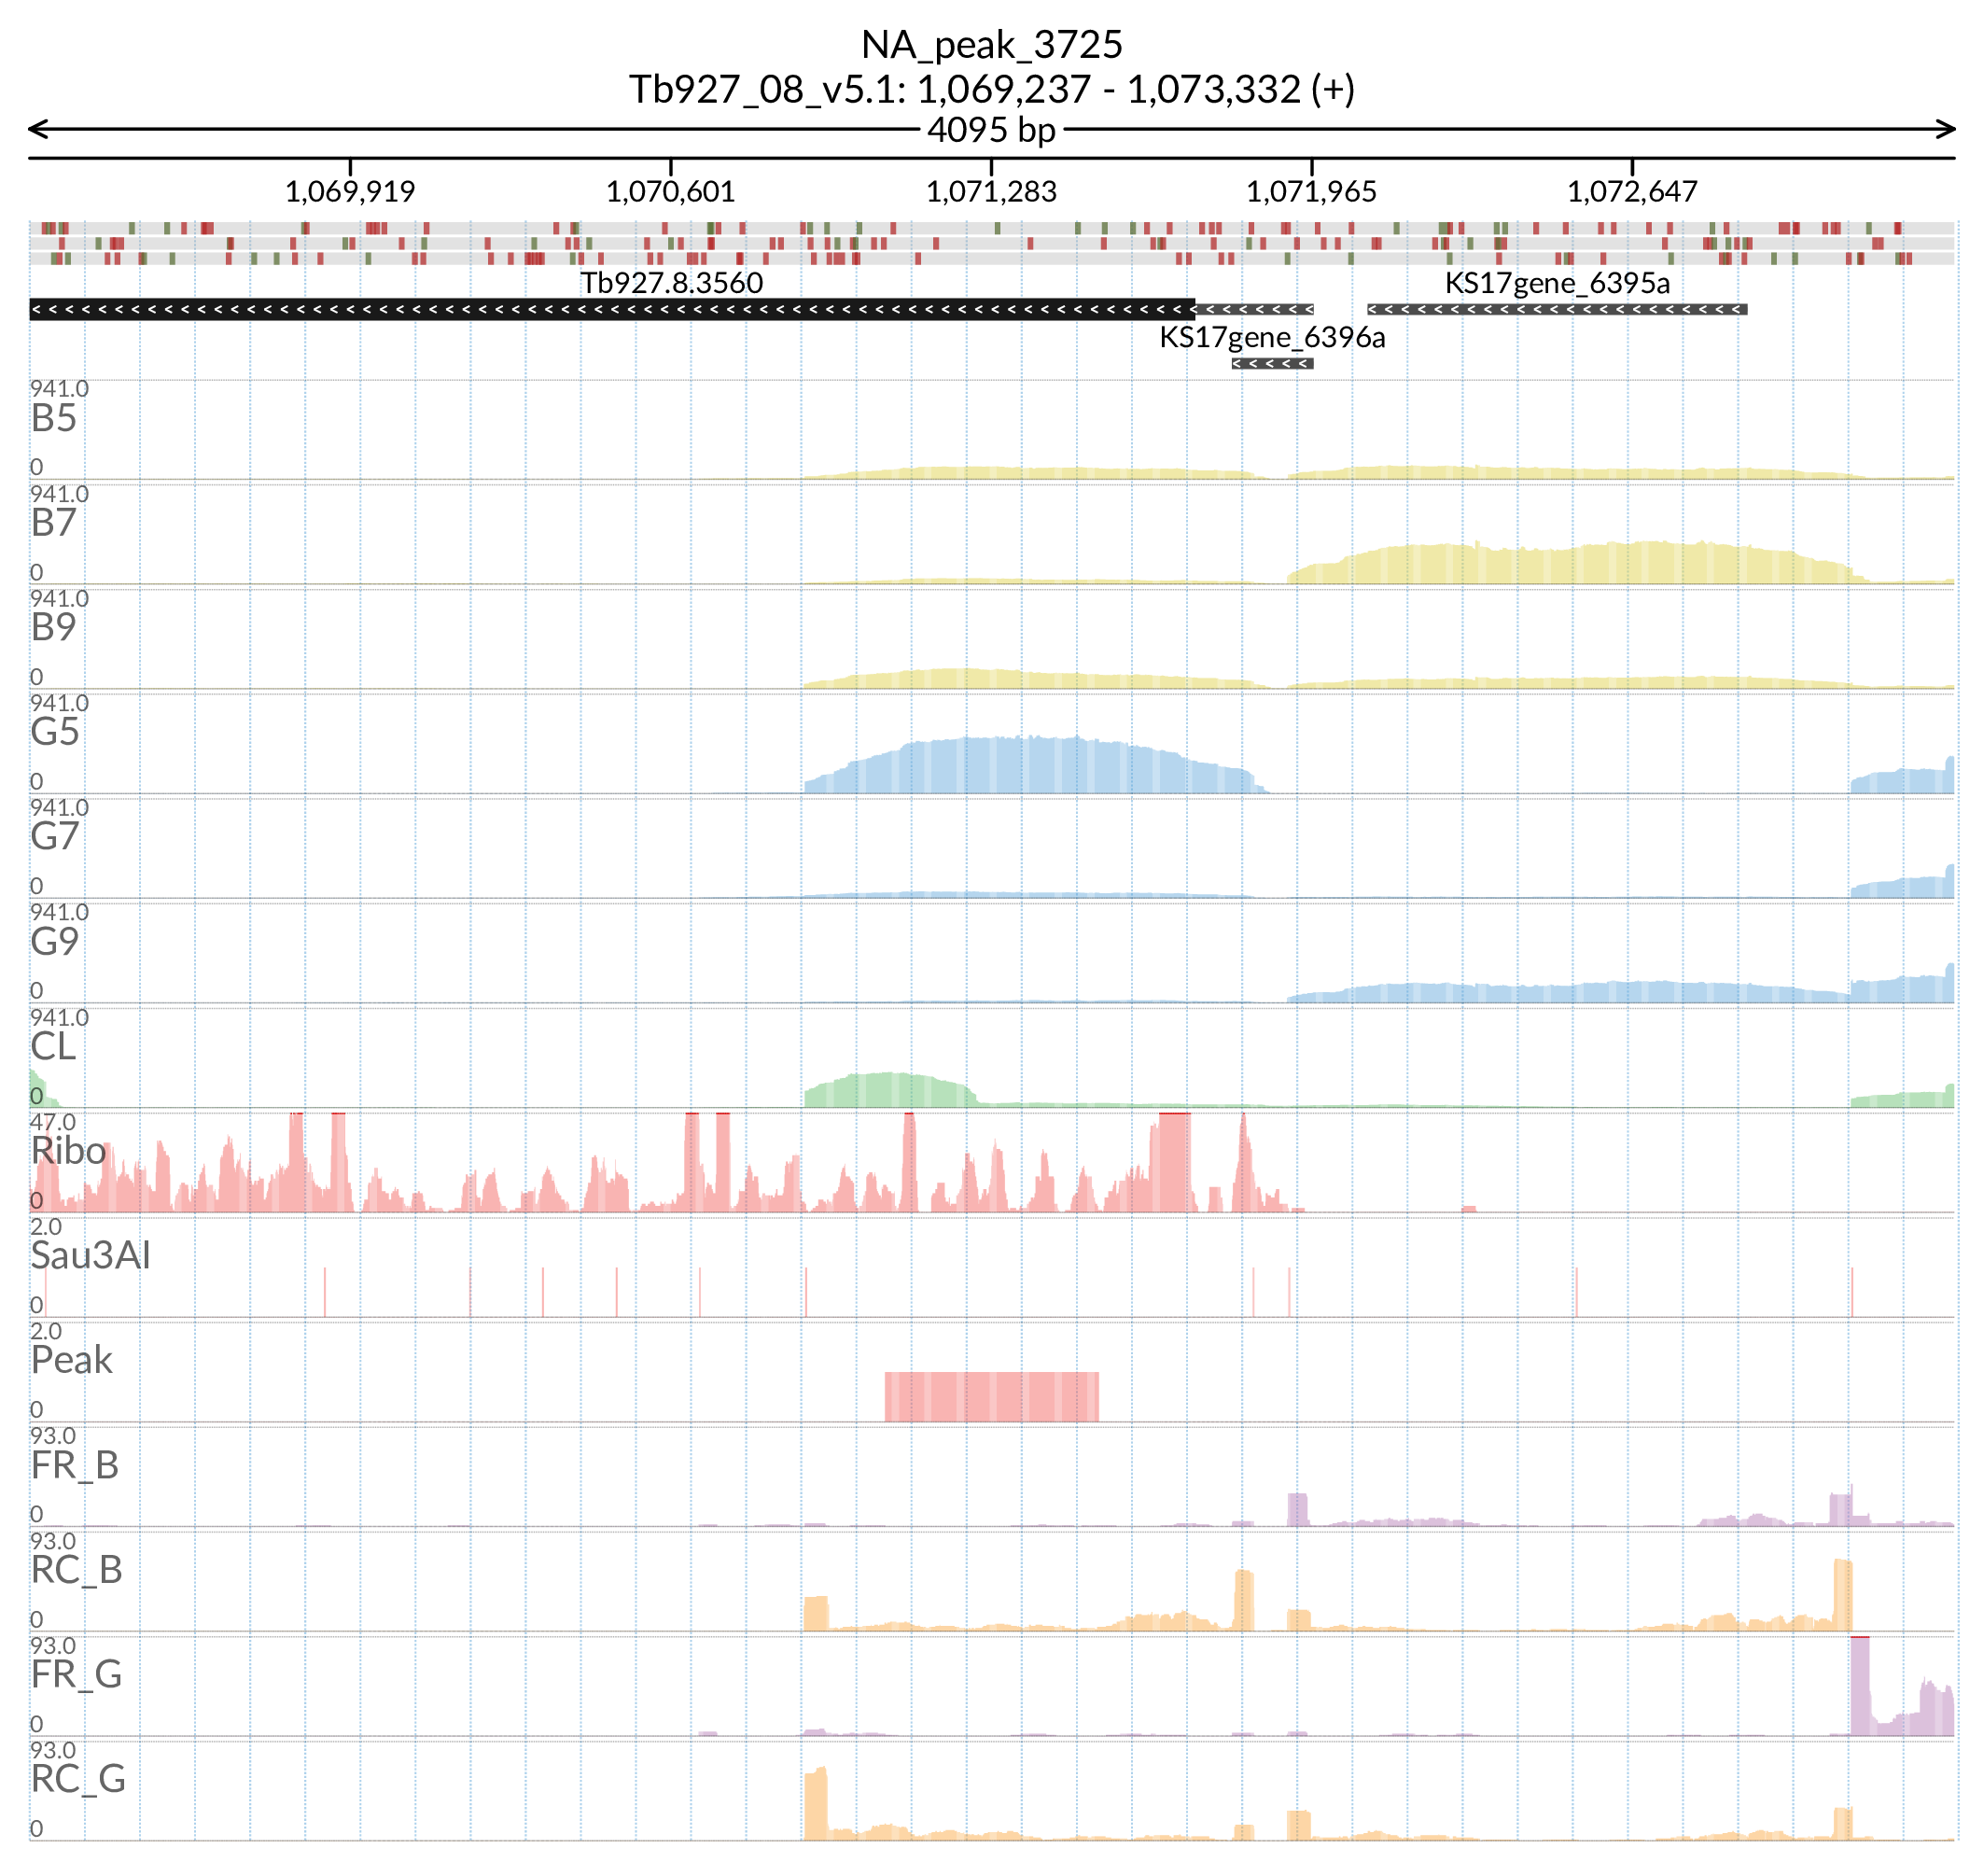 NA_peak_3725
Tb927_08_v5.1: 1,069,237 - 1,073,332 (+)
4095 bp
1,069,919 1,070,601 1,071,283 1,071,965 1,072,647
Tb927.8.3560 KS17gene_6395a
KS17gene_6396a
941.0
B5
0
941.0
B7
0
941.0
B9
0
941.0
G5
0
941.0
G7
0
941.0
G9
0
941.0
CL
0
47.0
Ribo
0
2.0
Sau3AI
0
2.0
Peak
0
93.0
FR_B
0
93.0
RC_B
0
93.0
FR_G
0
93.0
RC_G
0